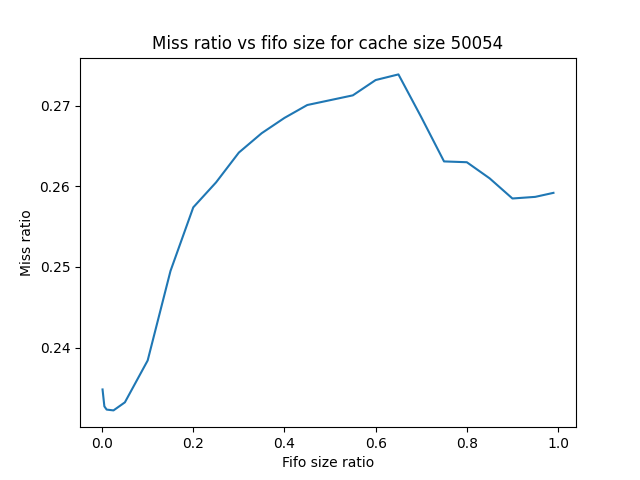 Miss ratio vs fifo size for cache size 50054
0.27
0.26
0.25
0.24
Miss ratio
0.0 0.2 0.4 0.6 0.8 1.0
Fifo size ratio